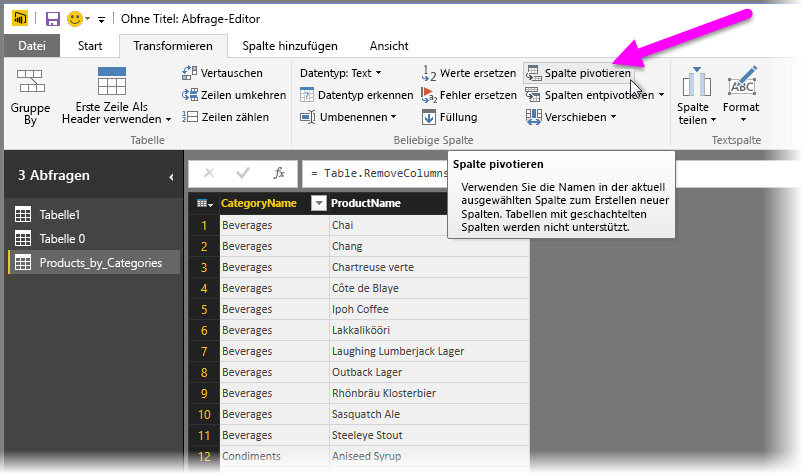 Ohne Titel: Abfrage-Editor
Datei Start Transformieren Spalte hinzufügen Ansicht
Gruppe
By
Erste Zeile Als
Header verwenden
Vertauschen
Zeilen umkehren
Zeilen zählen
Tabelle
Datentyp: Text
Datentyp erkennen
Umbenennen
Werte ersetzen
Fehler ersetzen
Füllung
Spalte pivotieren
Spalten entpivotieren
Verschieben
Beliebige Spalte
Spalte
teilen
Format
Textspalte
3 Abfragen
Tabelle1
Tabelle 0
Products_by_Categories
fx = Table.RemoveColumns
Spalte pivotieren
Verwenden Sie die Namen in der aktuell
ausgewählten Spalte zum Erstellen neuer
Spalten. Tabellen mit geschachtelten
Spalten werden nicht unterstützt.
CategoryName ProductName
1 Beverages Chai
2 Beverages Chang
3 Beverages Chartreuse verte
4 Beverages Côte de Blaye
5 Beverages Ipoh Coffee
6 Beverages Lakkalikööri
7 Beverages Laughing Lumberjack Lager
8 Beverages Outback Lager
9 Beverages Rhönbräu Klosterbier
10 Beverages Sasquatch Ale
11 Beverages Steeleye Stout
12 Condiments Aniseed Syrup